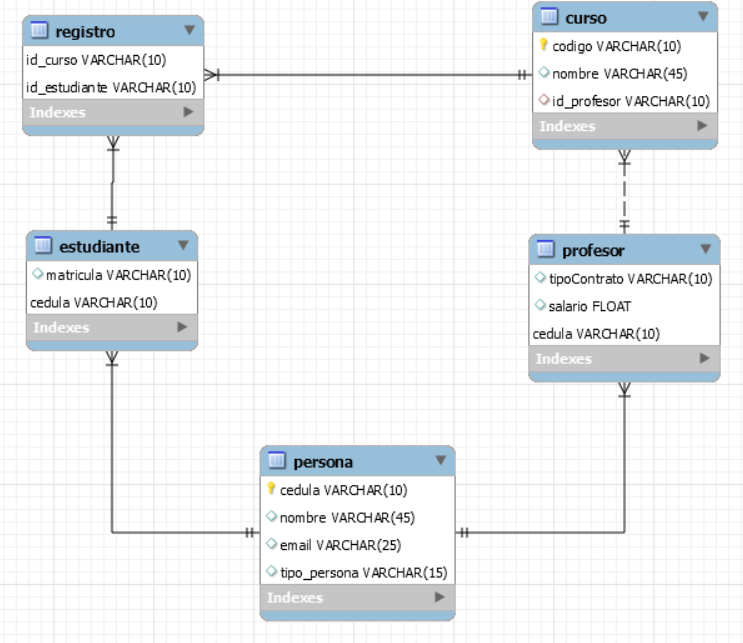 registro
id_curso VARCHAR(10)
id_estudiante VARCHAR(10)
Indexes
curso
codigo VARCHAR(10)
nombre VARCHAR(45)
id_profesor VARCHAR(10)
Indexes
estudiante
matricula VARCHAR(10)
cedula VARCHAR(10)
Indexes
profesor
tipoContrato VARCHAR(10)
salario FLOAT
cedula VARCHAR(10)
Indexes
persona
cedula VARCHAR(10)
nombre VARCHAR(45)
email VARCHAR(25)
tipo_persona VARCHAR(15)
Indexes